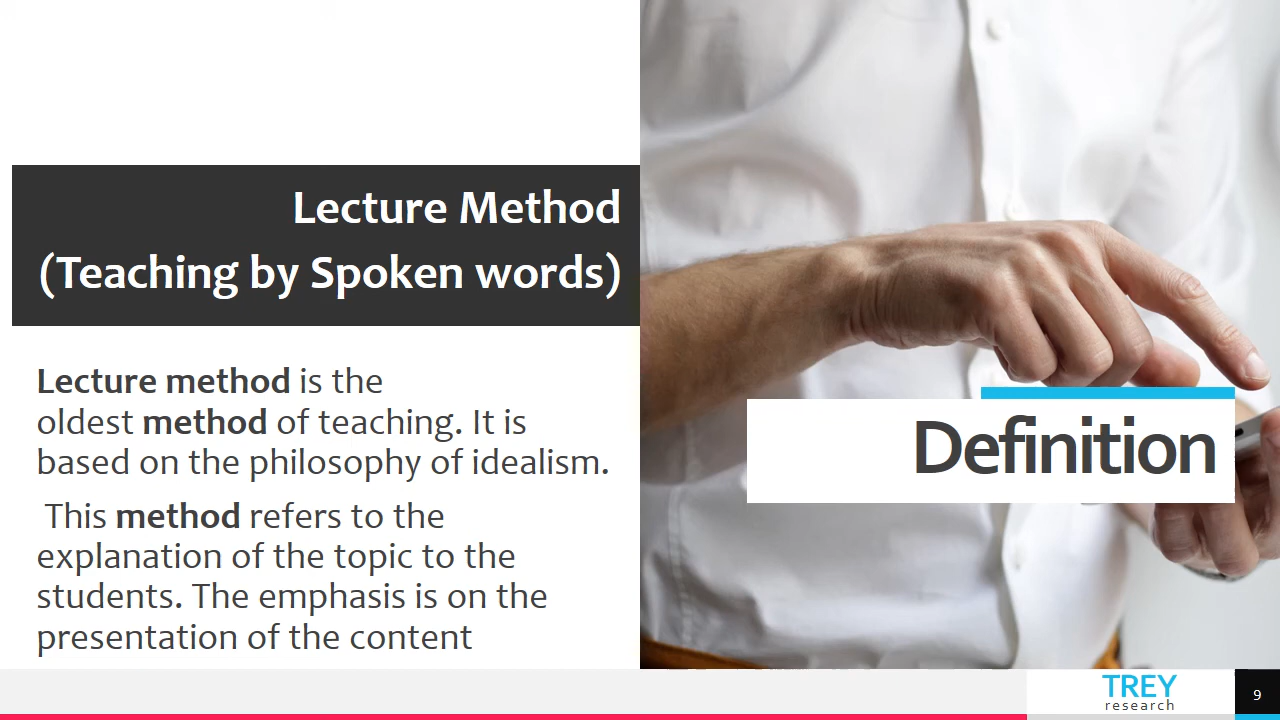 Lecture Method
(Teaching by Spoken words)
Lecture method is the
oldest method of teaching. It is
based on the philosophy of idealism.
This method refers to the
explanation of the topic to the
students. The emphasis is on the
presentation of the content
Definition
TREY
research
9